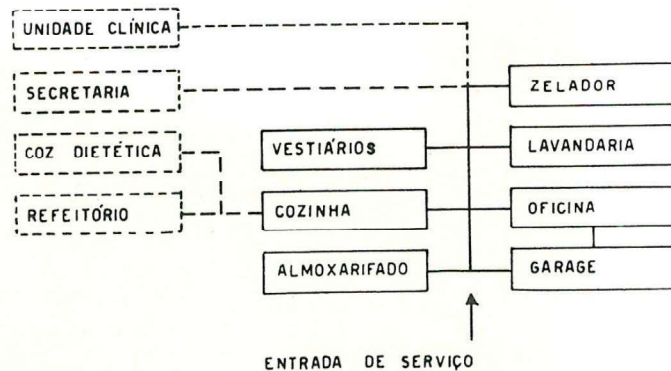 UNIDADE CLÍNICA
SECRETARIA
ZELADOR
COZ DIETÉTICA
VESTIÁRIOS
LAVANDARIA
REFEITÓRIO
COZINHA
OFICINA
ALMOXARIFADO
GARAGE
ENTRADA DE SERVIÇO